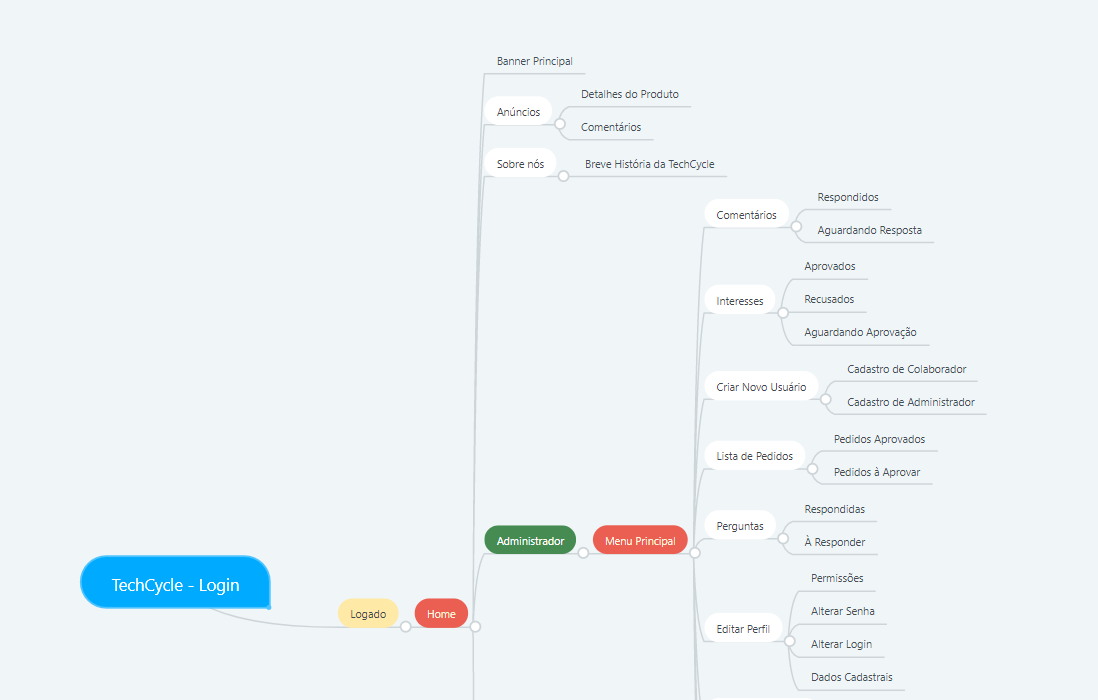 Banner Principal
Anúncios
Detalhes do Produto
Comentários
Sobre nós
Breve História da TechCycle
Comentários
Respondidos
Aguardando Resposta
Interesses
Aprovados
Recusados
Aguardando Aprovação
Criar Novo Usuário
Cadastro de Colaborador
Cadastro de Administrador
Lista de Pedidos
Pedidos Aprovados
Pedidos à Aprovar
Perguntas
Respondidas
À Responder
Administrador
Menu Principal
TechCycle - Login
Logado
Home
Editar Perfil
Permissões
Alterar Senha
Alterar Login
Dados Cadastrais